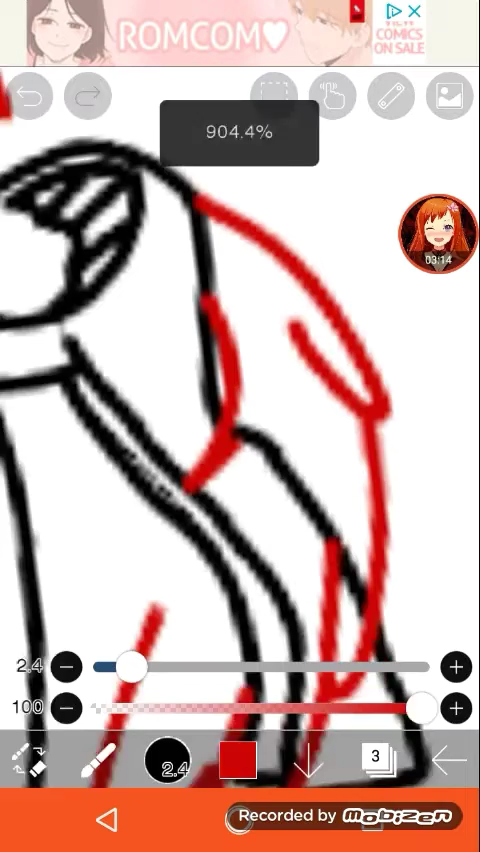 ROMCOM♥
COMICS
ON SALE
904.4%
03:14
2.4
100
2.4
3
Recorded by MOBIZEN